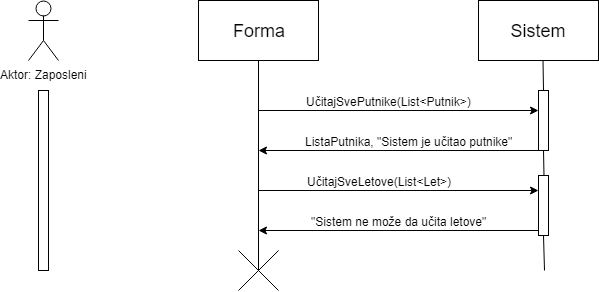 Forma
Sistem
Aktor: Zaposleni
UčitajSvePutnike(List<Putnik>)
ListaPutnika, "Sistem je učitao putnike"
UčitajSveLetove(List<Let>)
"Sistem ne može da učita letove"